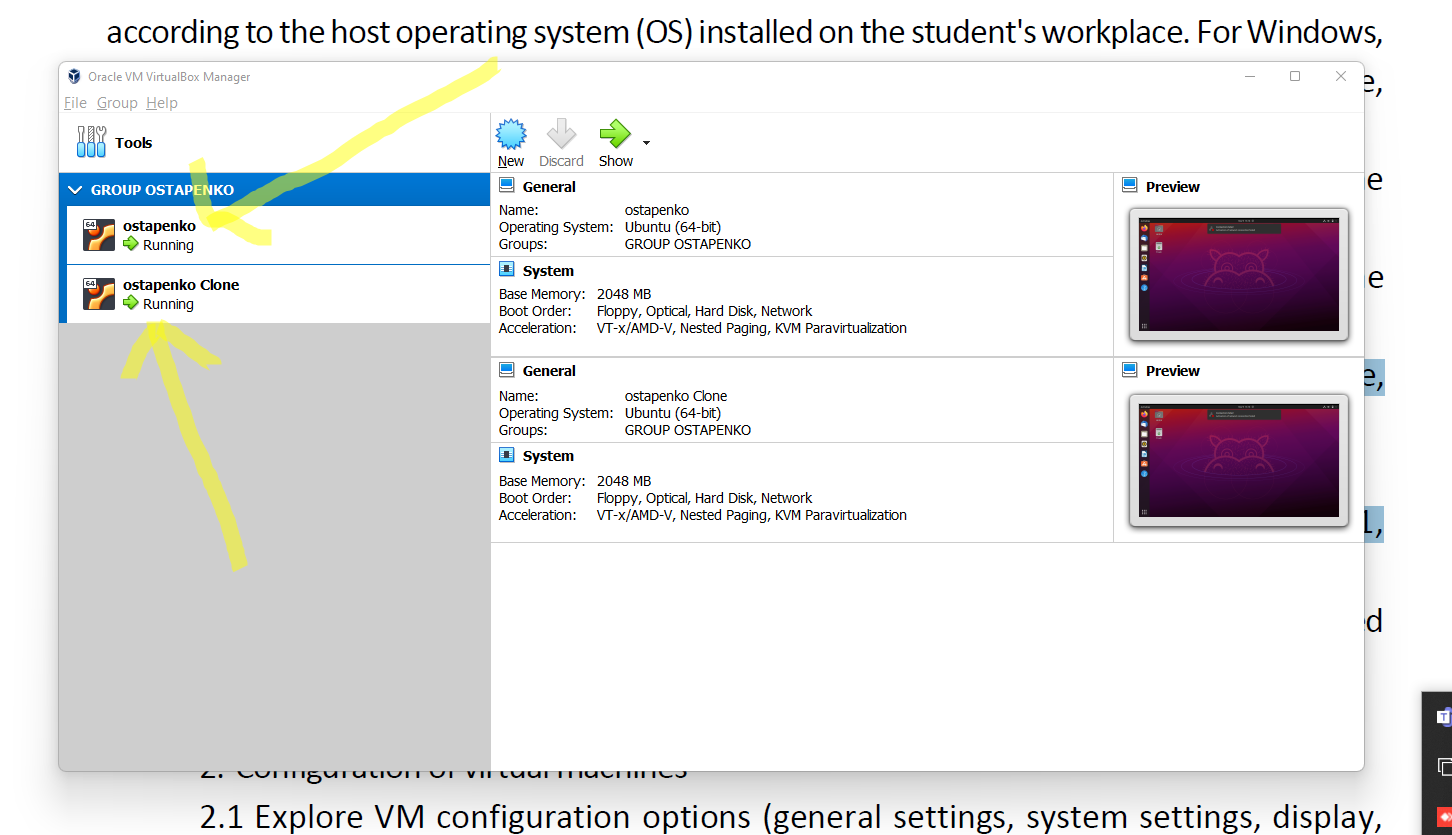 according to the host operating system (OS) installed on the student's workplace. For Windows,
Oracle VM VirtualBox Manager
e,
File Group Help
Tools
New Discard Show
GROUP OSTAPENKO
64
ostapenko
Running
64
ostapenko Clone
Running
General
Name: ostapenko
Operating System: Ubuntu (64-bit)
Groups: GROUP OSTAPENKO
System
Base Memory: 2048 MB
Boot Order: Floppy, Optical, Hard Disk, Network
Acceleration: VT-x/AMD-V, Nested Paging, KVM Paravirtualization
Preview
General
Name: ostapenko Clone
Operating System: Ubuntu (64-bit)
Groups: GROUP OSTAPENKO
System
Base Memory: 2048 MB
Boot Order: Floppy, Optical, Hard Disk, Network
Acceleration: VT-x/AMD-V, Nested Paging, KVM Paravirtualization
Preview
e
e
e,
1,
ed
2. Configuration of virtual machines
2.1 Explore VM configuration options (general settings, system settings, display,